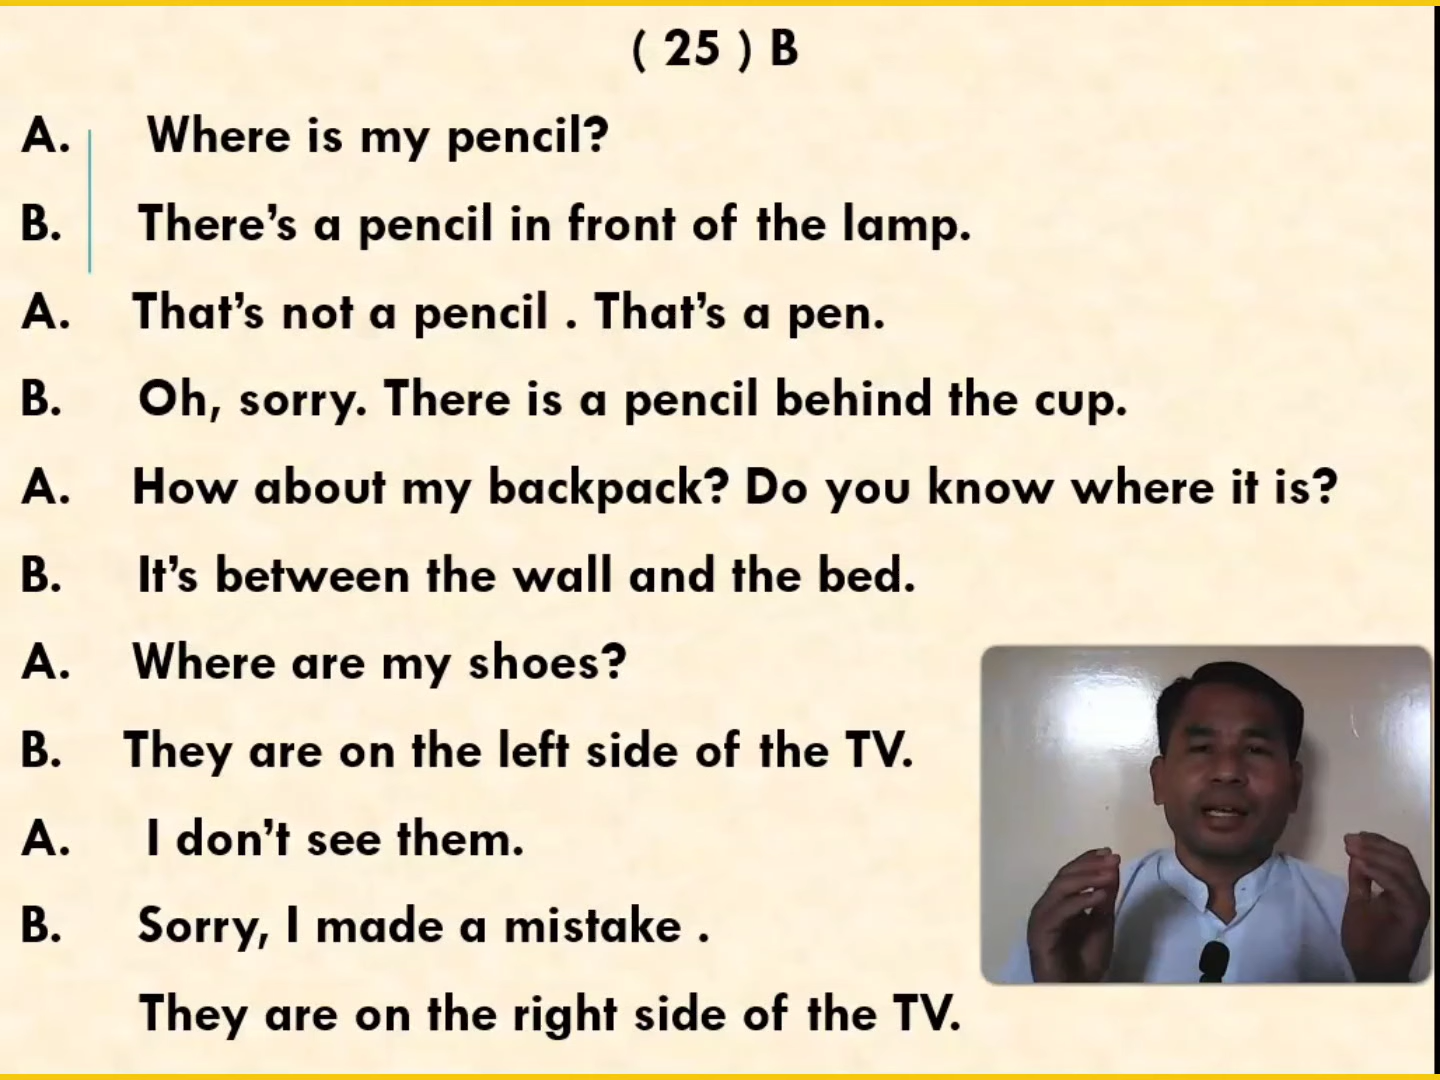 ( 25 ) B
A. Where is my pencil?
B. There's a pencil in front of the lamp.
A. That's not a pencil . That's a pen.
B. Oh, sorry. There is a pencil behind the cup.
A. How about my backpack? Do you know where it is?
B. It's between the wall and the bed.
A. Where are my shoes?
B. They are on the left side of the TV.
A. I don't see them.
B. Sorry, I made a mistake .
They are on the right side of the TV.